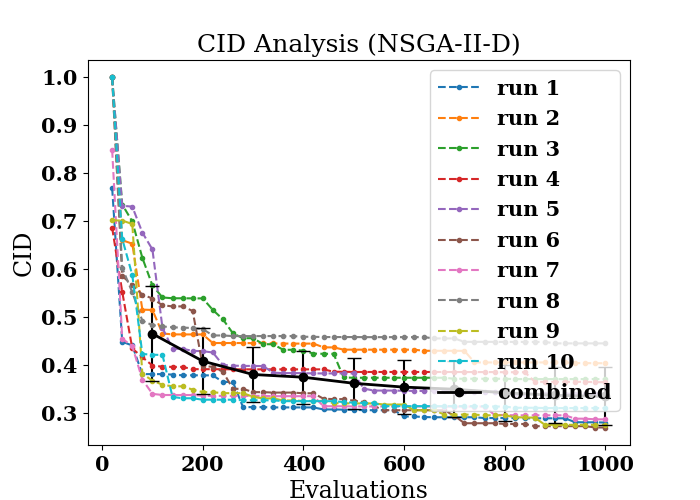 CID Analysis (NSGA-II-D)
CID
1.0
0.9
0.8
0.7
0.6
0.5
0.4
0.3
run 1
run 2
run 3
run 4
run 5
run 6
run 7
run 8
run 9
run 10
combined
0 200 400 600 800 1000
Evaluations